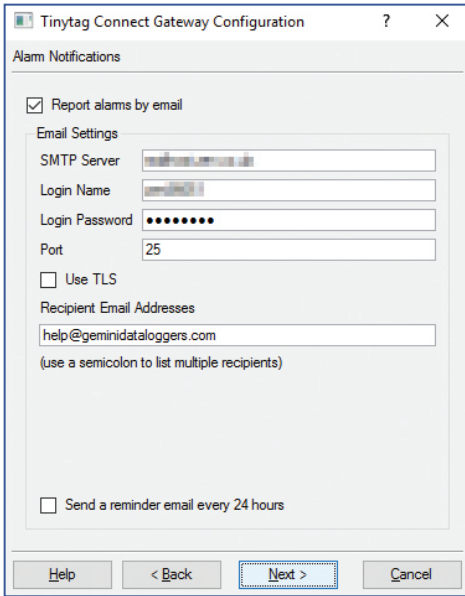 Tinytag Connect Gateway Configuration ?
Alarm Notifications
Report alarms by email
Email Settings
SMTP Server
Login Name
Login Password ●●●●●●●●
Port 25
Use TLS
Recipient Email Addresses
help@geminidataloggers.com
(use a semicolon to list multiple recipients)
Send a reminder email every 24 hours
Help < Back Next > Cancel